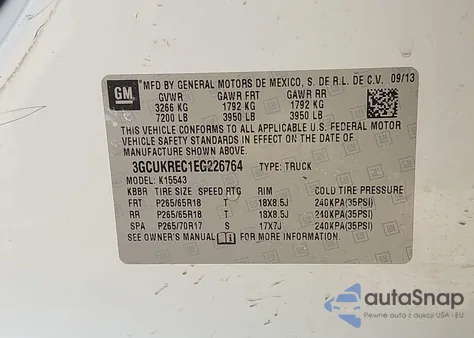 GM
MFD BY GENERAL MOTORS DE MEXICO, S. DE R.L. DE C.V. 09/13
GVWR GAWR FRT GAWR RR
3266 KG 1792 KG 1792 KG
7200 LB 3950 LB 3950 LB
THIS VEHICLE CONFORMS TO ALL APPLICABLE U.S. FEDERAL MOTOR
VEHICLE SAFETY STANDARDS IN EFFECT ON THE DATE OF
MANUFACTURE SHOWN ABOVE.
3GCUKREC1EG226764 TYPE: TRUCK
MODEL: K15543
KBBR TIRE SIZE SPEED RTG RIM COLD TIRE PRESSURE
FRT P265/65R18 T 18X8.5J 240KPA(35PSI)
RR P265/65R18 T 18X8.5J 240KPA(35PSI)
SPA P265/70R17 S 17X7J 240KPA(35PSI)
SEE OWNER'S MANUAL
autoSnap
Pewne auta z aukcji USA i EU